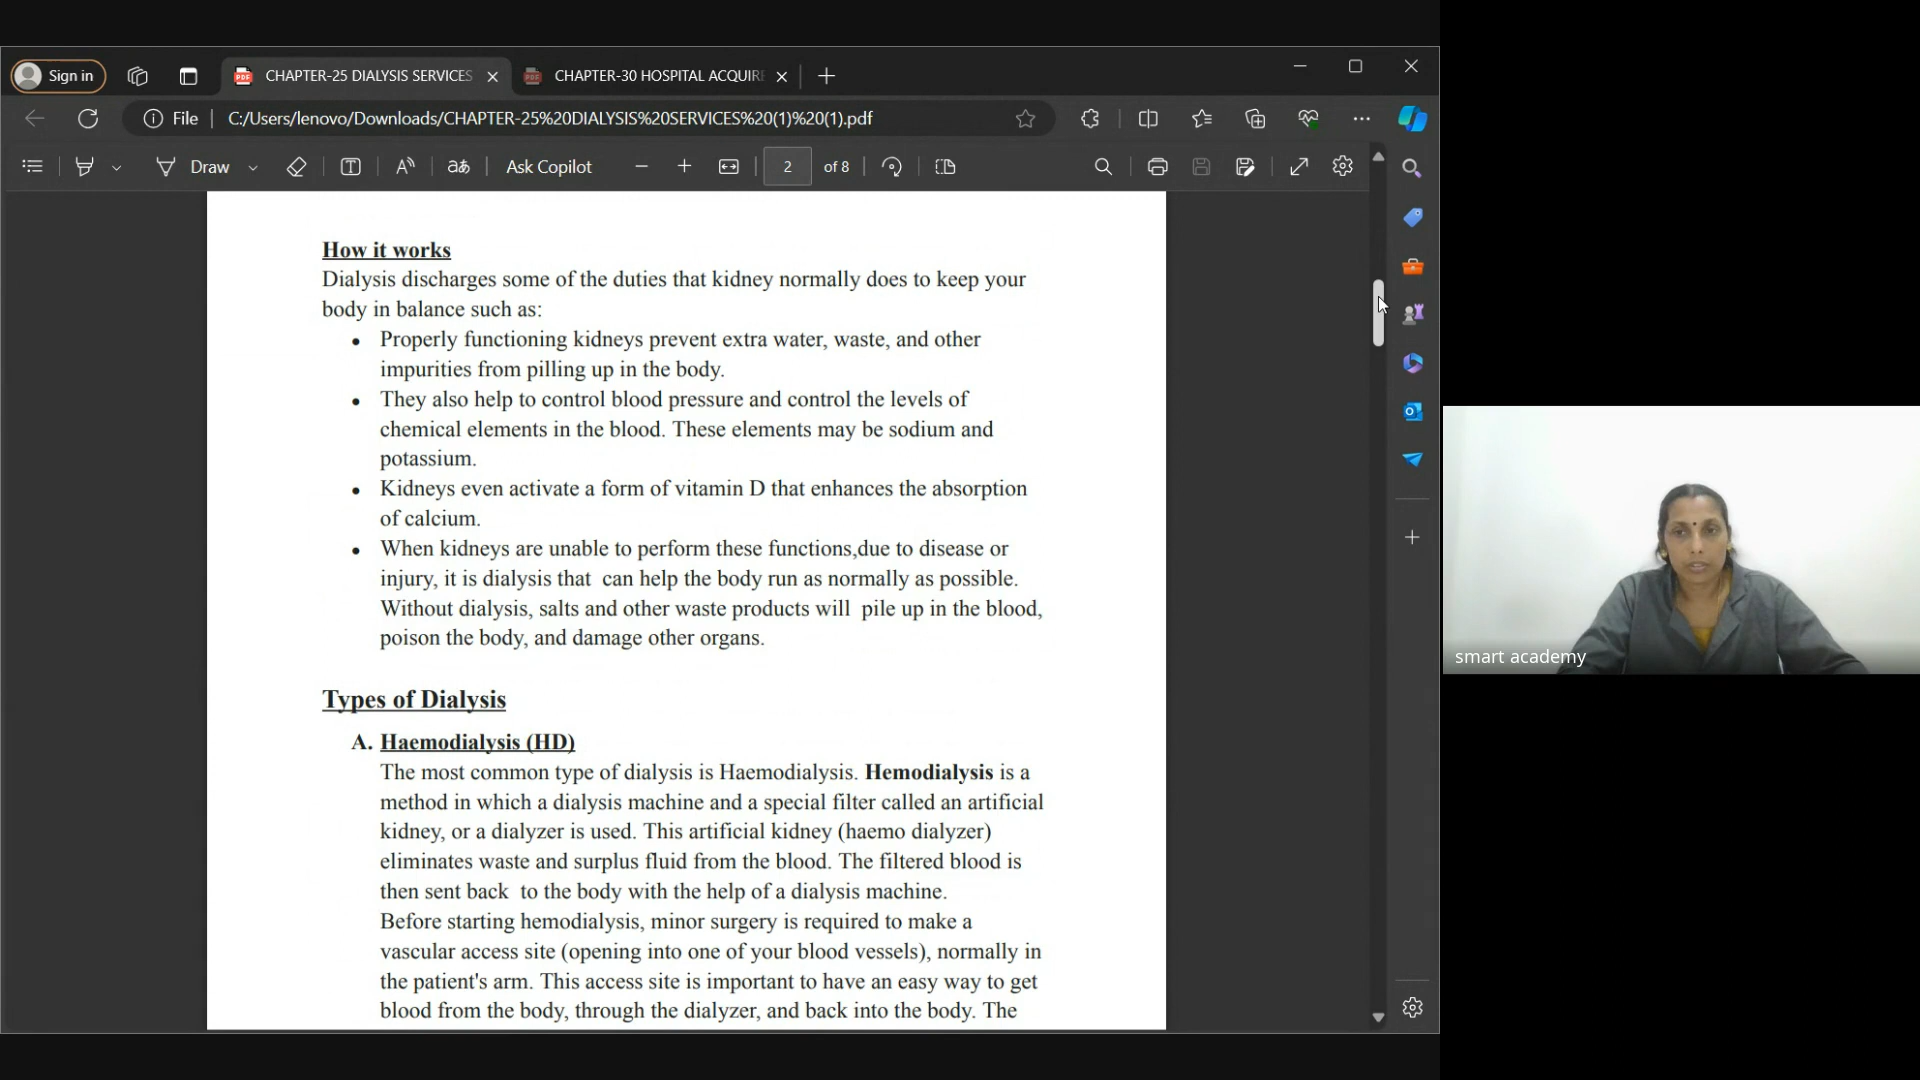 Sign in
CHAPTER-25 DIALYSIS SERVICES
CHAPTER-30 HOSPITAL ACQUIRE
File
C:/Users/lenovo/Downloads/CHAPTER-25%20DIALYSIS%20SERVICES%20(1)%20(1).pdf
Draw
aあ
Ask Copilot
2 of 8
How it works
Dialysis discharges some of the duties that kidney normally does to keep your
body in balance such as:
• Properly functioning kidneys prevent extra water, waste, and other
impurities from pilling up in the body.
• They also help to control blood pressure and control the levels of
chemical elements in the blood. These elements may be sodium and
potassium.
• Kidneys even activate a form of vitamin D that enhances the absorption
of calcium.
• When kidneys are unable to perform these functions,due to disease or
injury, it is dialysis that can help the body run as normally as possible.
Without dialysis, salts and other waste products will pile up in the blood,
poison the body, and damage other organs.
Types of Dialysis
A. Haemodialysis (HD)
The most common type of dialysis is Haemodialysis. Hemodialysis is a
method in which a dialysis machine and a special filter called an artificial
kidney, or a dialyzer is used. This artificial kidney (haemo dialyzer)
eliminates waste and surplus fluid from the blood. The filtered blood is
then sent back to the body with the help of a dialysis machine.
Before starting hemodialysis, minor surgery is required to make a
vascular access site (opening into one of your blood vessels), normally in
the patient's arm. This access site is important to have an easy way to get
blood from the body, through the dialyzer, and back into the body. The
smart academy